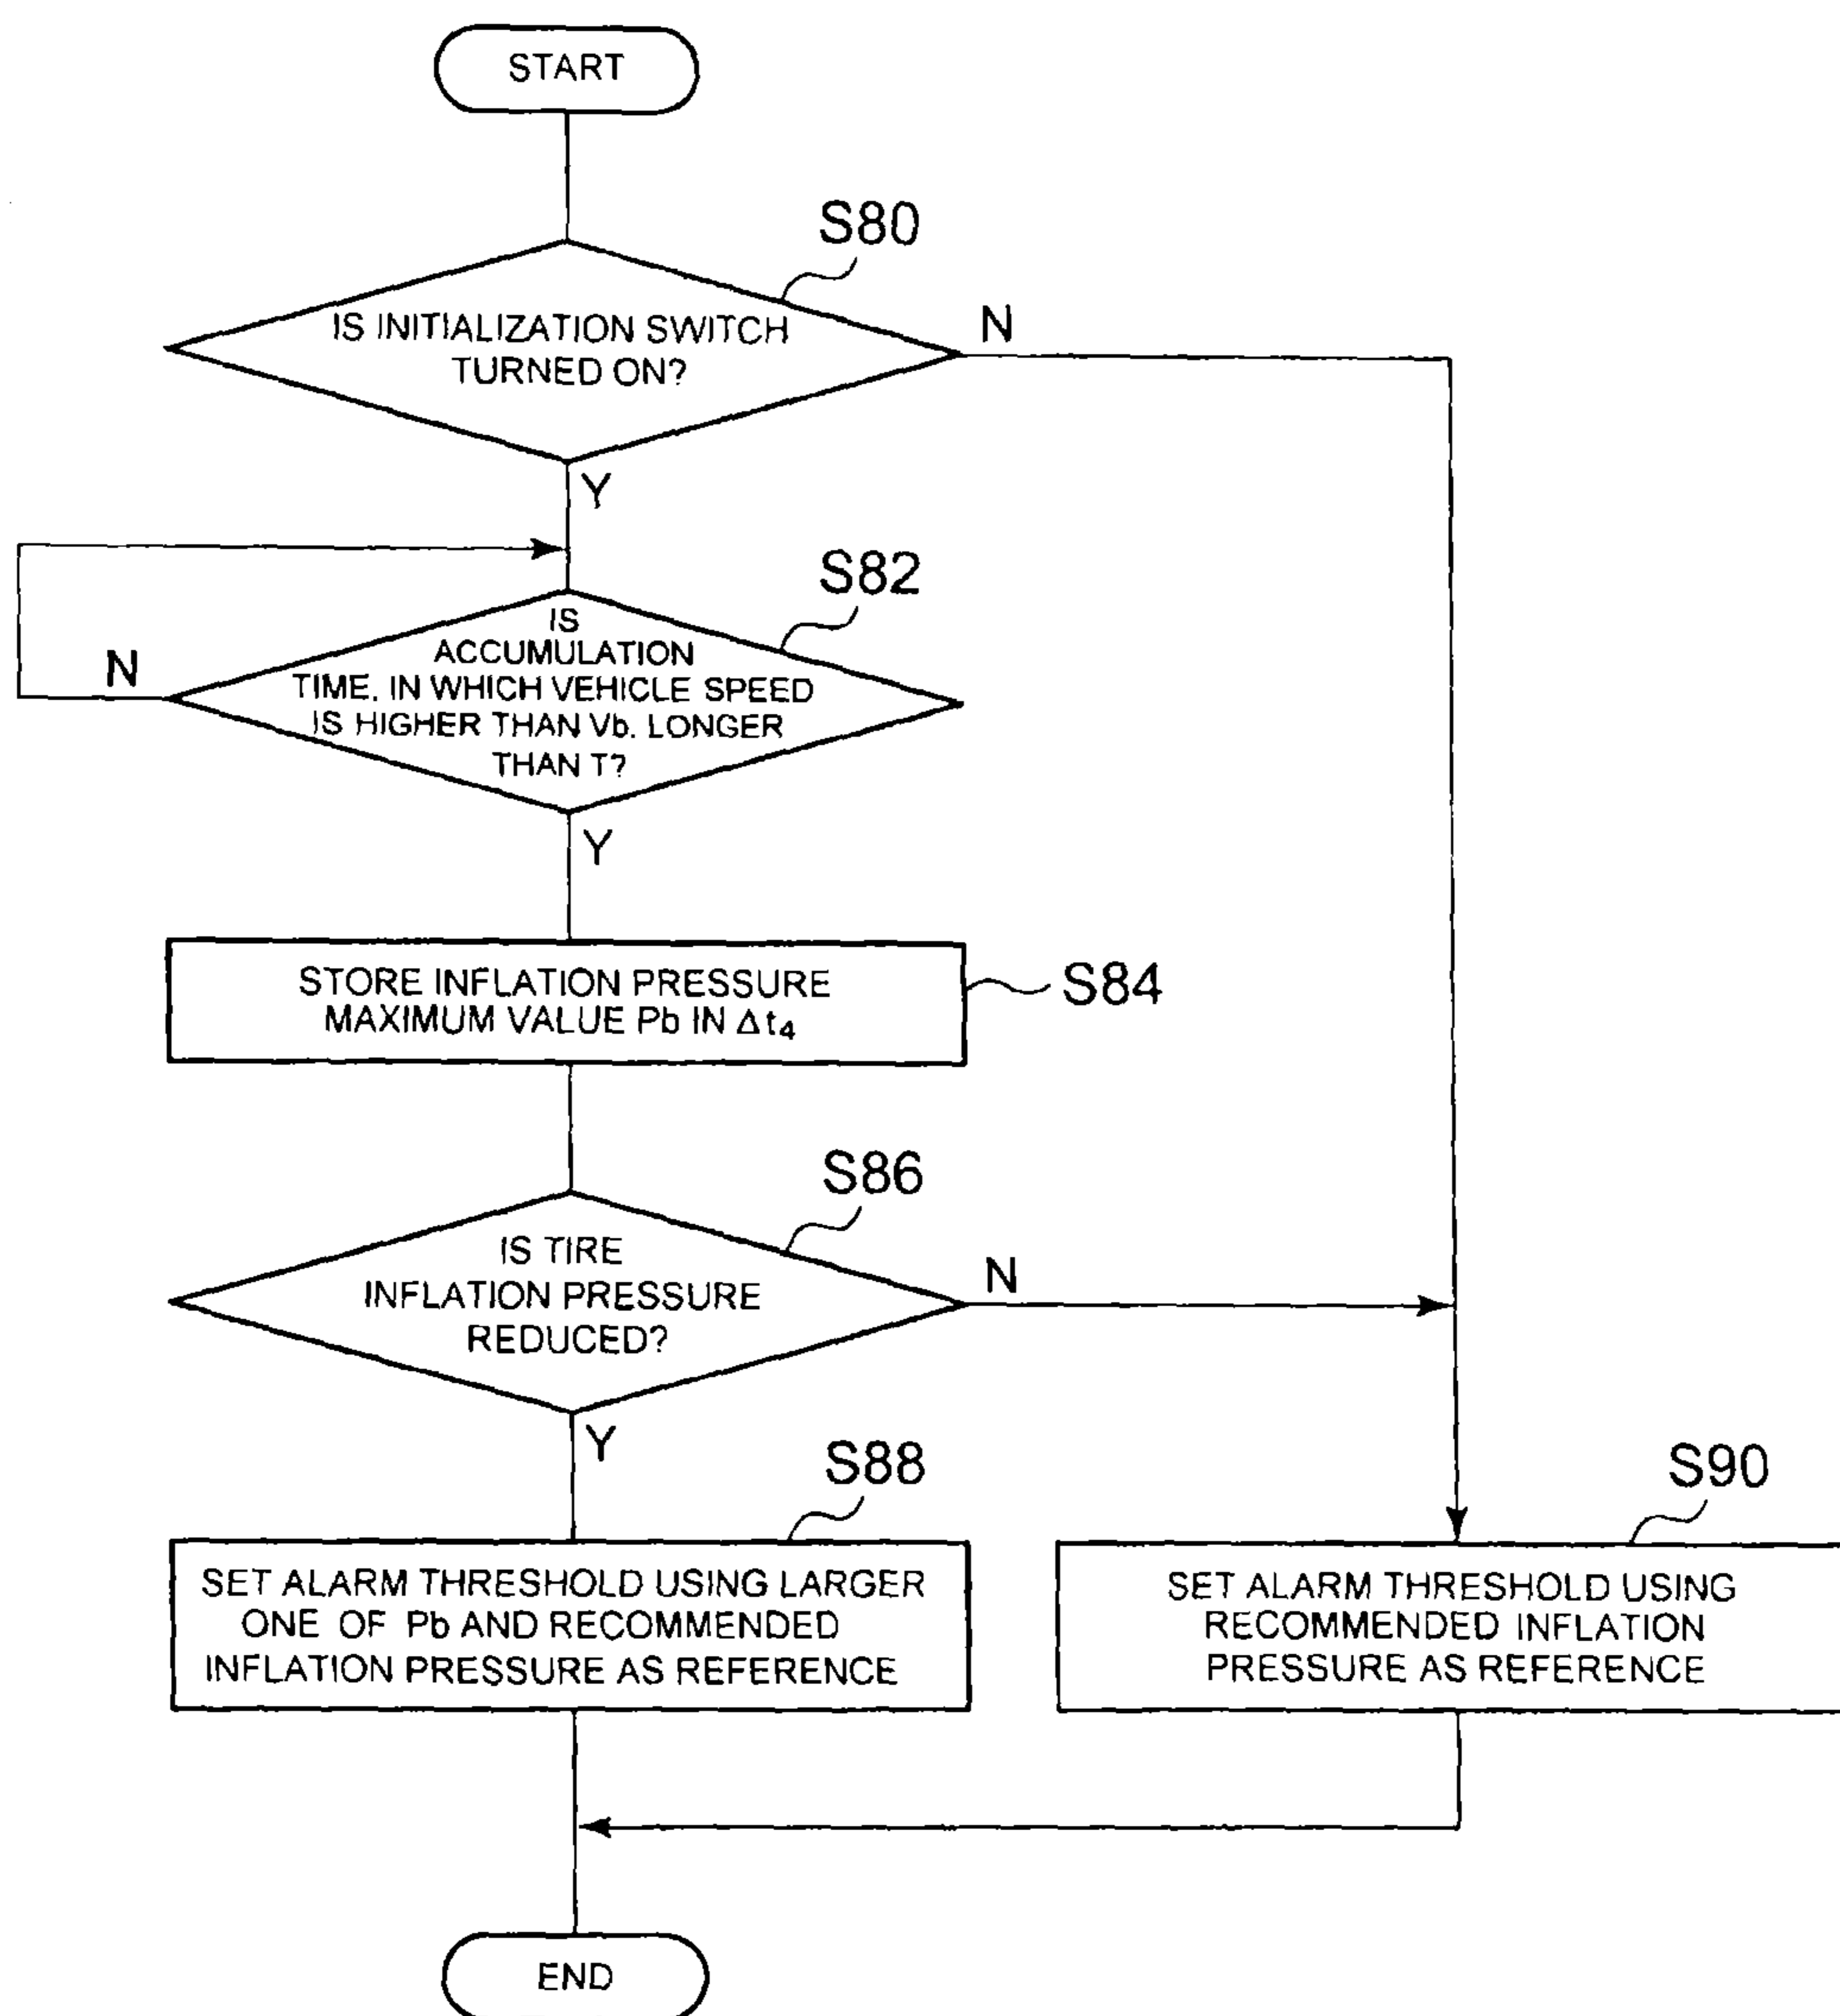 START
S80
IS INITIALIZATION SWITCH
TURNED ON?
N
Y
S82
IS
ACCUMULATION
TIME, IN WHICH VEHICLE SPEED
IS HIGHER THAN Vb, LONGER
THAN T?
N
Y
STORE INFLATION PRESSURE
MAXIMUM VALUE Pb IN Δt₄
S84
S86
IS TIRE
INFLATION PRESSURE
REDUCED?
N
Y
S88
SET ALARM THRESHOLD USING LARGER
ONE OF Pb AND RECOMMENDED
INFLATION PRESSURE AS REFERENCE
S90
SET ALARM THRESHOLD USING
RECOMMENDED INFLATION
PRESSURE AS REFERENCE
END